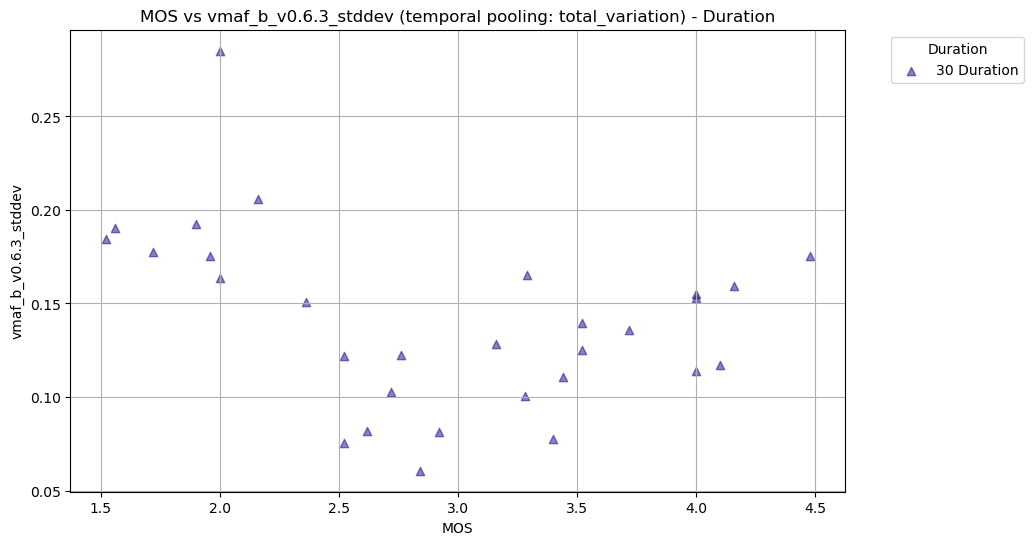 MOS vs vmaf_b_v0.6.3_stddev (temporal pooling: total_variation) - Duration
Duration
30 Duration
vmaf_b_v0.6.3_stddev
0.25
0.20
0.15
0.10
0.05
1.5 2.0 2.5 3.0 3.5 4.0 4.5
MOS